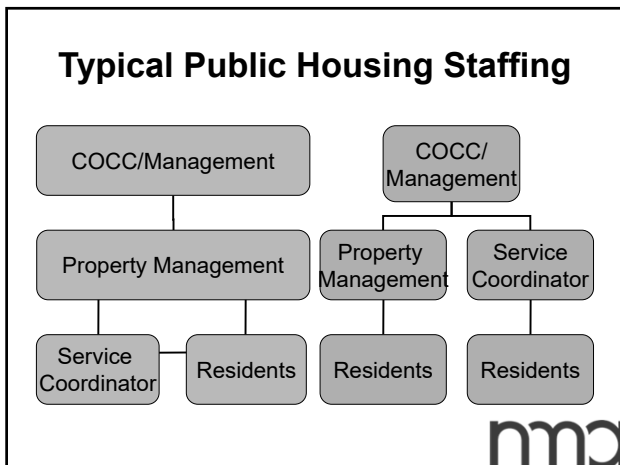 Typical Public Housing Staffing
COCC/Management
Property Management
Service
Coordinator
Residents
COCC/
Management
Property
Management
Service
Coordinator
Residents
Residents
nma